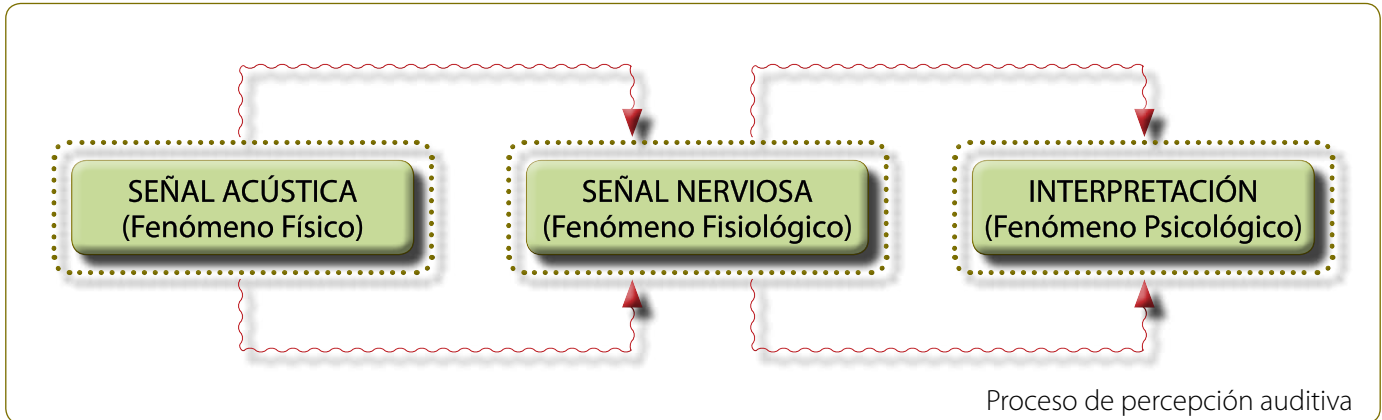 SEÑAL ACÚSTICA
(Fenómeno Físico)
SEÑAL NERVIOSA
(Fenómeno Fisiológico)
INTERPRETACIÓN
(Fenómeno Psicológico)
Proceso de percepción auditiva